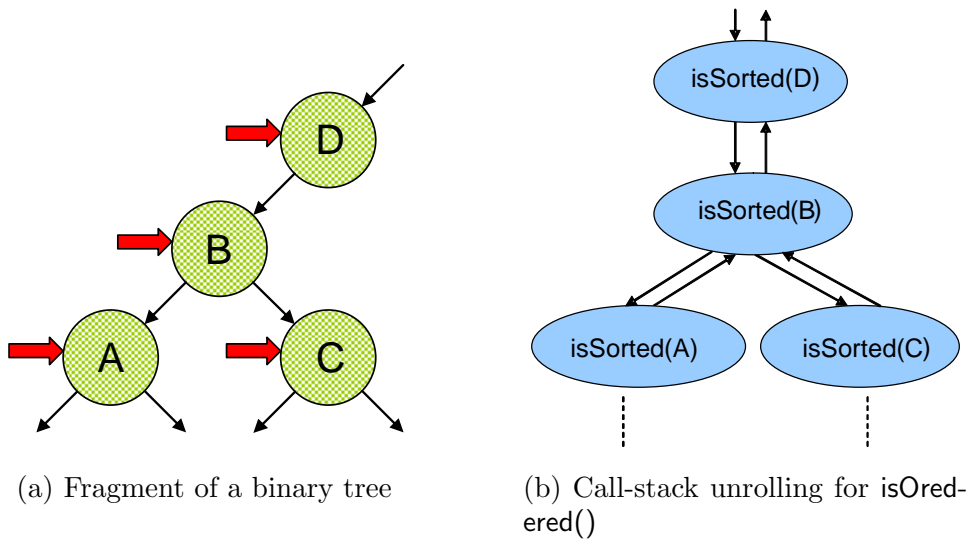 D
B
A
C
(a) Fragment of a binary tree
isSorted(D)
isSorted(B)
isSorted(A)
isSorted(C)
(b) Call-stack unrolling for isOred-
ered()